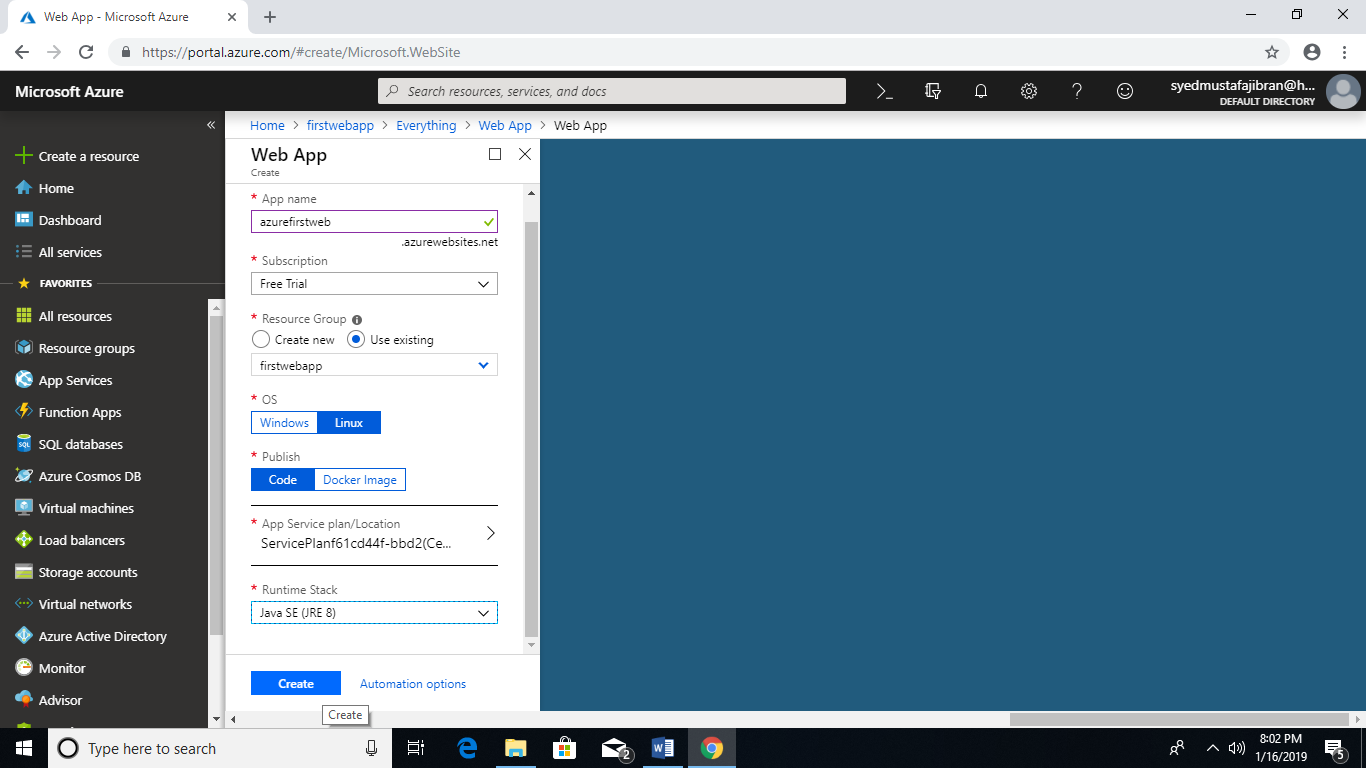 Web App - Microsoft Azure
https://portal.azure.com/#create/Microsoft.WebSite
Microsoft Azure
Search resources, services, and docs
syedmustafajibran@h...
DEFAULT DIRECTORY
Create a resource
Home
Dashboard
All services
FAVORITES
All resources
Resource groups
App Services
Function Apps
SQL databases
Azure Cosmos DB
Virtual machines
Load balancers
Storage accounts
Virtual networks
Azure Active Directory
Monitor
Advisor
Home > firstwebapp > Everything > Web App > Web App
Web App
Create
* App name
azurefirstweb
.azurewebsites.net
* Subscription
Free Trial
* Resource Group
Create new Use existing
firstwebapp
* OS
Windows Linux
* Publish
Code Docker Image
* App Service plan/Location
ServicePlanf61cd44f-bbd2(Ce...
* Runtime Stack
Java SE (JRE 8)
Create Automation options
Create
Type here to search
2
8:02 PM
1/16/2019
5